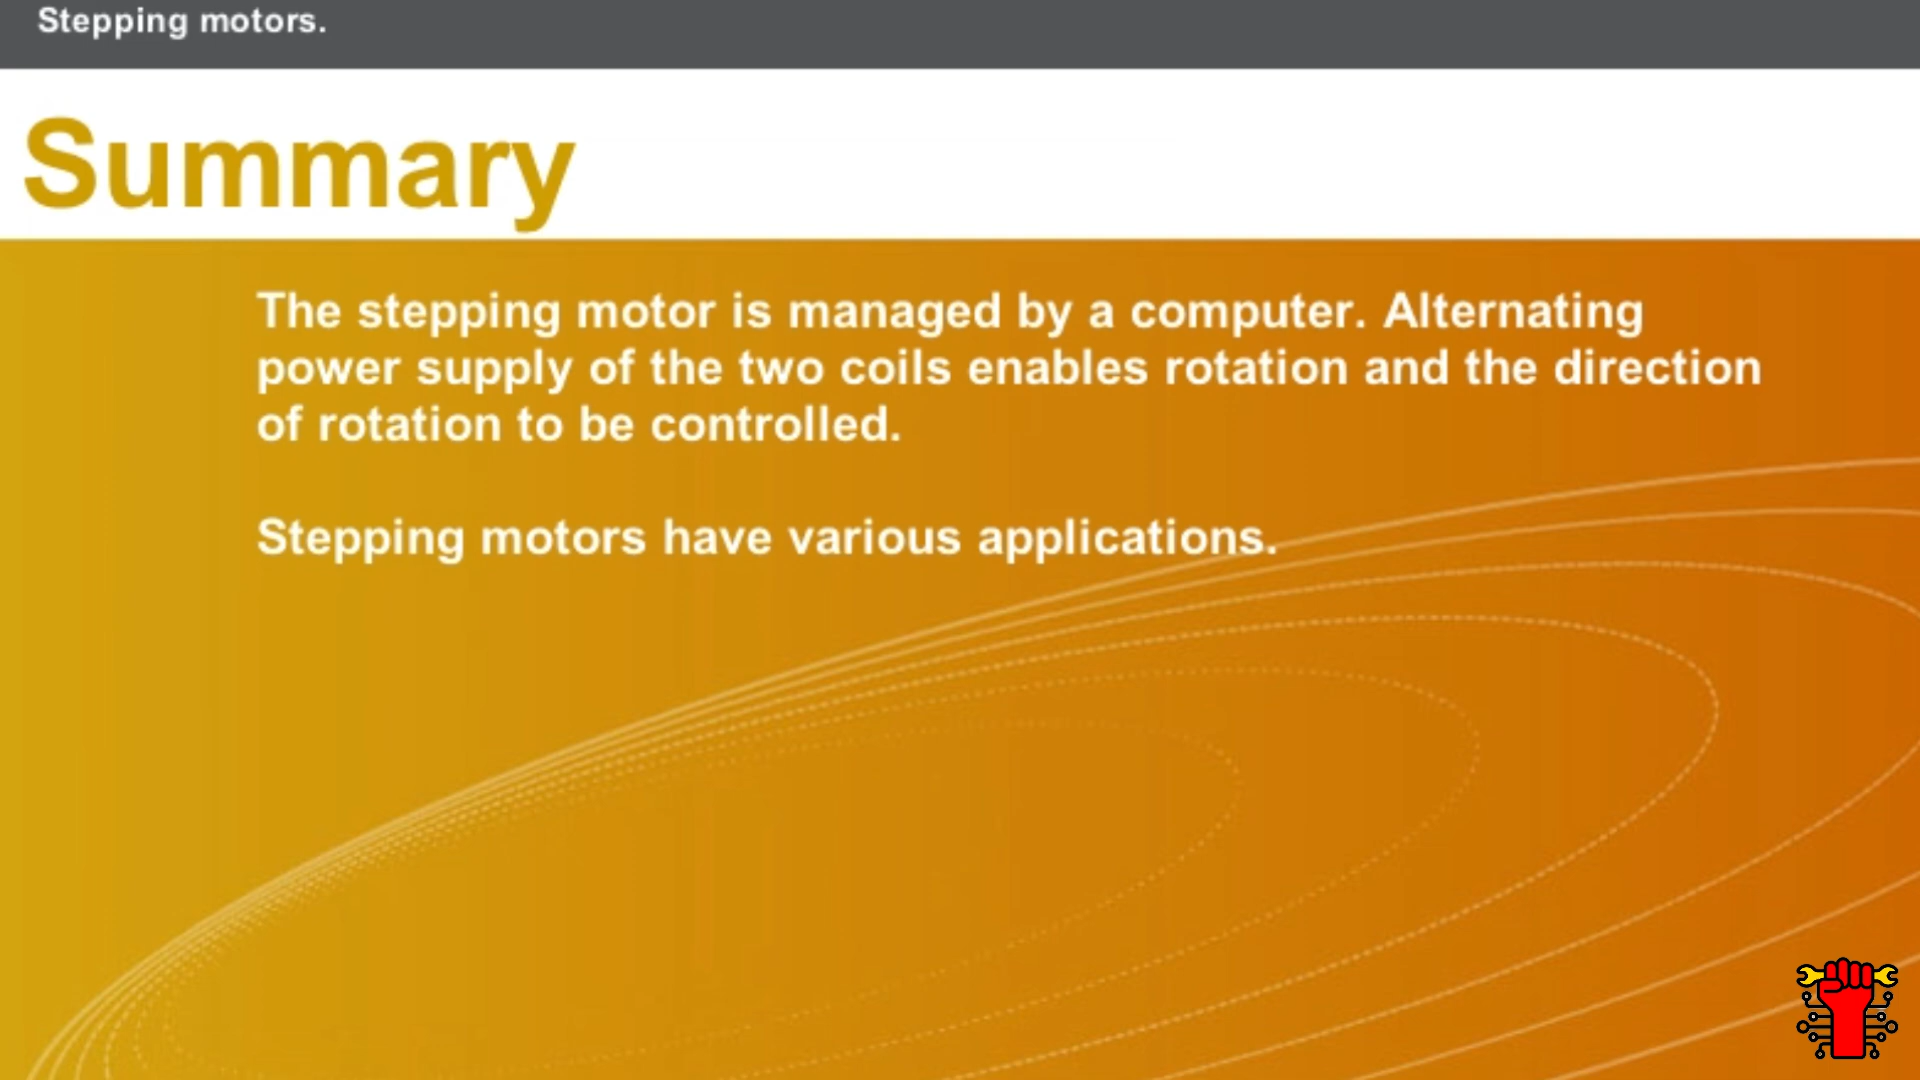 Stepping motors.
Summary
The stepping motor is managed by a computer. Alternating
power supply of the two coils enables rotation and the direction
of rotation to be controlled.
Stepping motors have various applications.